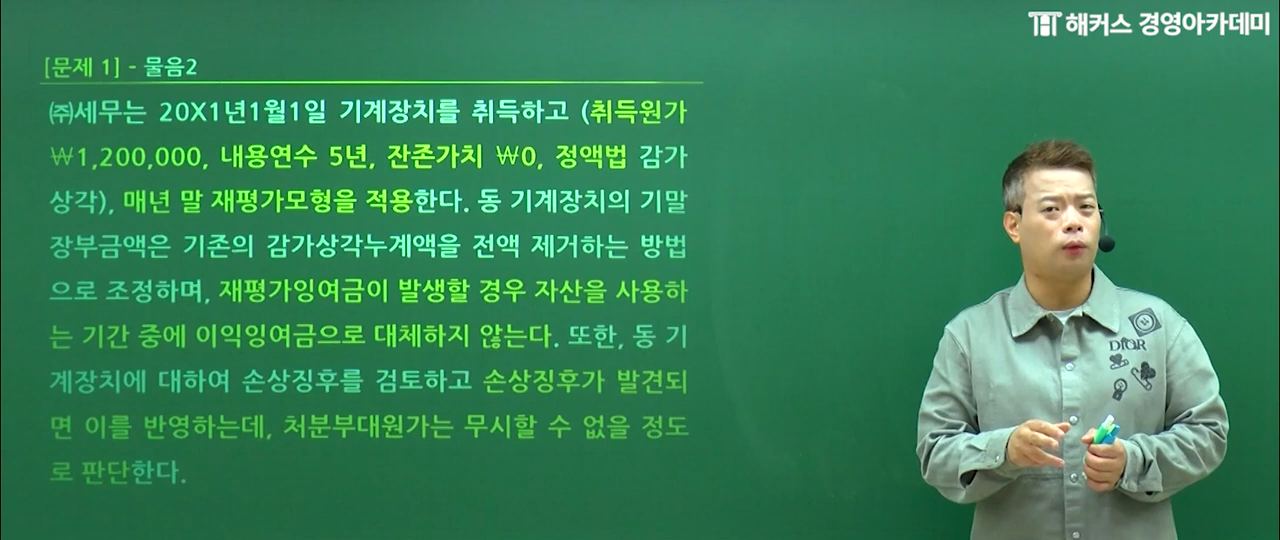 해커스 경영아카데미
[문제 1] - 물음2
㈜세무는 20X1년1월1일 기계장치를 취득하고 (취득원가
₩1,200,000, 내용연수 5년, 잔존가치 ₩0, 정액법 감가
상각), 매년 말 재평가모형을 적용한다. 동 기계장치의 기말
장부금액은 기존의 감가상각누계액을 전액 제거하는 방법
으로 조정하며, 재평가잉여금이 발생할 경우 자산을 사용하
는 기간 중에 이익잉여금으로 대체하지 않는다. 또한, 동 기
계장치에 대하여 손상징후를 검토하고 손상징후가 발견되
면 이를 반영하는데, 처분부대원가는 무시할 수 없을 정도
로 판단한다.
DIOR